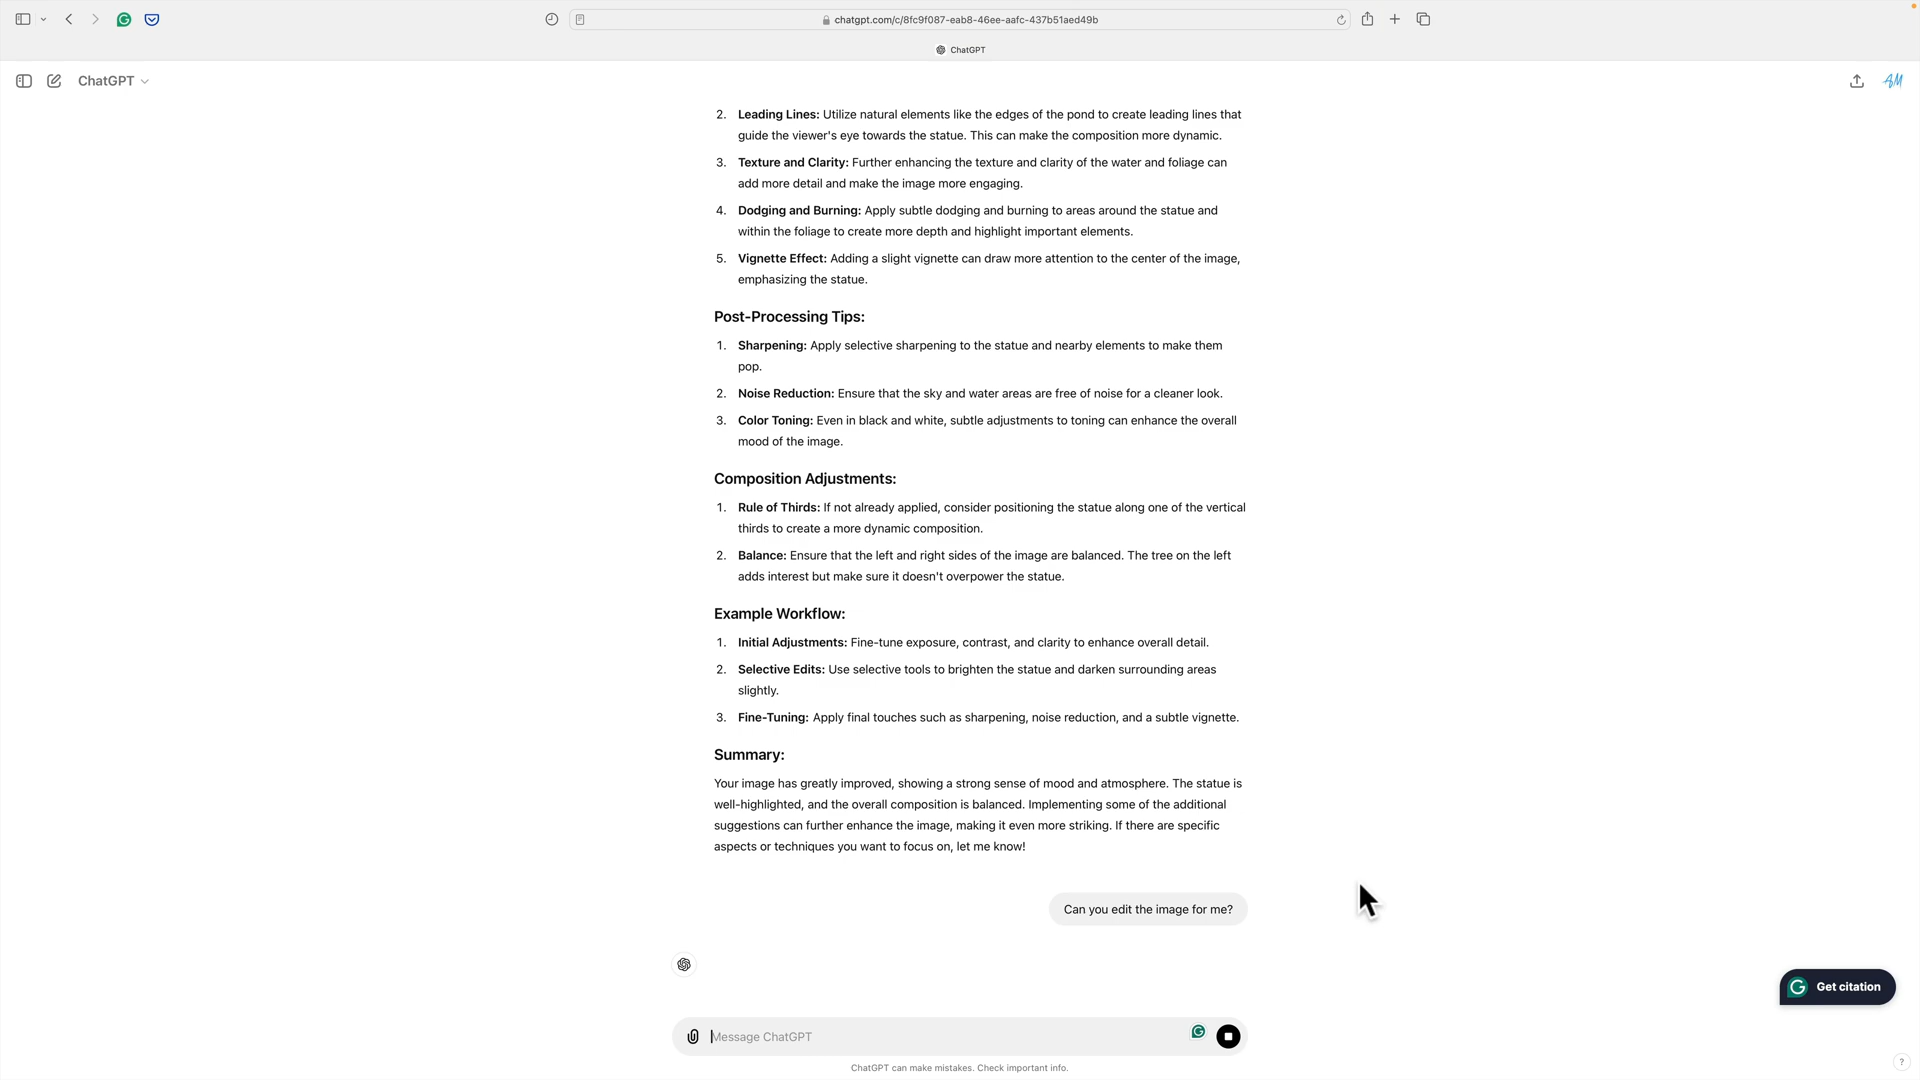 chatgpt.com/c/8fc9f087-eab8-46ee-aafc-437b51aed49b
ChatGPT
ChatGPT
AM
2. Leading Lines: Utilize natural elements like the edges of the pond to create leading lines that
guide the viewer's eye towards the statue. This can make the composition more dynamic.
3. Texture and Clarity: Further enhancing the texture and clarity of the water and foliage can
add more detail and make the image more engaging.
4. Dodging and Burning: Apply subtle dodging and burning to areas around the statue and
within the foliage to create more depth and highlight important elements.
5. Vignette Effect: Adding a slight vignette can draw more attention to the center of the image,
emphasizing the statue.
Post-Processing Tips:
1. Sharpening: Apply selective sharpening to the statue and nearby elements to make them
pop.
2. Noise Reduction: Ensure that the sky and water areas are free of noise for a cleaner look.
3. Color Toning: Even in black and white, subtle adjustments to toning can enhance the overall
mood of the image.
Composition Adjustments:
1. Rule of Thirds: If not already applied, consider positioning the statue along one of the vertical
thirds to create a more dynamic composition.
2. Balance: Ensure that the left and right sides of the image are balanced. The tree on the left
adds interest but make sure it doesn't overpower the statue.
Example Workflow:
1. Initial Adjustments: Fine-tune exposure, contrast, and clarity to enhance overall detail.
2. Selective Edits: Use selective tools to brighten the statue and darken surrounding areas
slightly.
3. Fine-Tuning: Apply final touches such as sharpening, noise reduction, and a subtle vignette.
Summary:
Your image has greatly improved, showing a strong sense of mood and atmosphere. The statue is
well-highlighted, and the overall composition is balanced. Implementing some of the additional
suggestions can further enhance the image, making it even more striking. If there are specific
aspects or techniques you want to focus on, let me know!
Can you edit the image for me?
Get citation
Message ChatGPT
ChatGPT can make mistakes. Check important info.
?